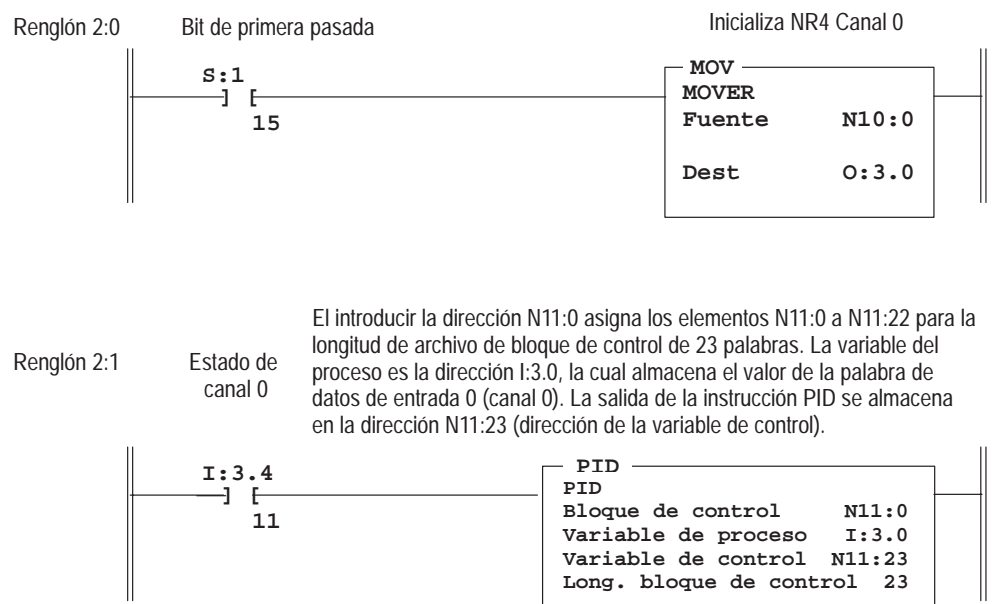 Renglón 2:0 Bit de primera pasada Inicializa NR4 Canal 0
S:1
] [
15
MOV
MOVER
Fuente N10:0
Dest O:3.0
El introducir la dirección N11:0 asigna los elementos N11:0 a N11:22 para la
longitud de archivo de bloque de control de 23 palabras. La variable del
proceso es la dirección I:3.0, la cual almacena el valor de la palabra de
datos de entrada 0 (canal 0). La salida de la instrucción PID se almacena
en la dirección N11:23 (dirección de la variable de control).
Renglón 2:1 Estado de
canal 0
I:3.4
] [
11
PID
PID
Bloque de control N11:0
Variable de proceso I:3.0
Variable de control N11:23
Long. bloque de control 23